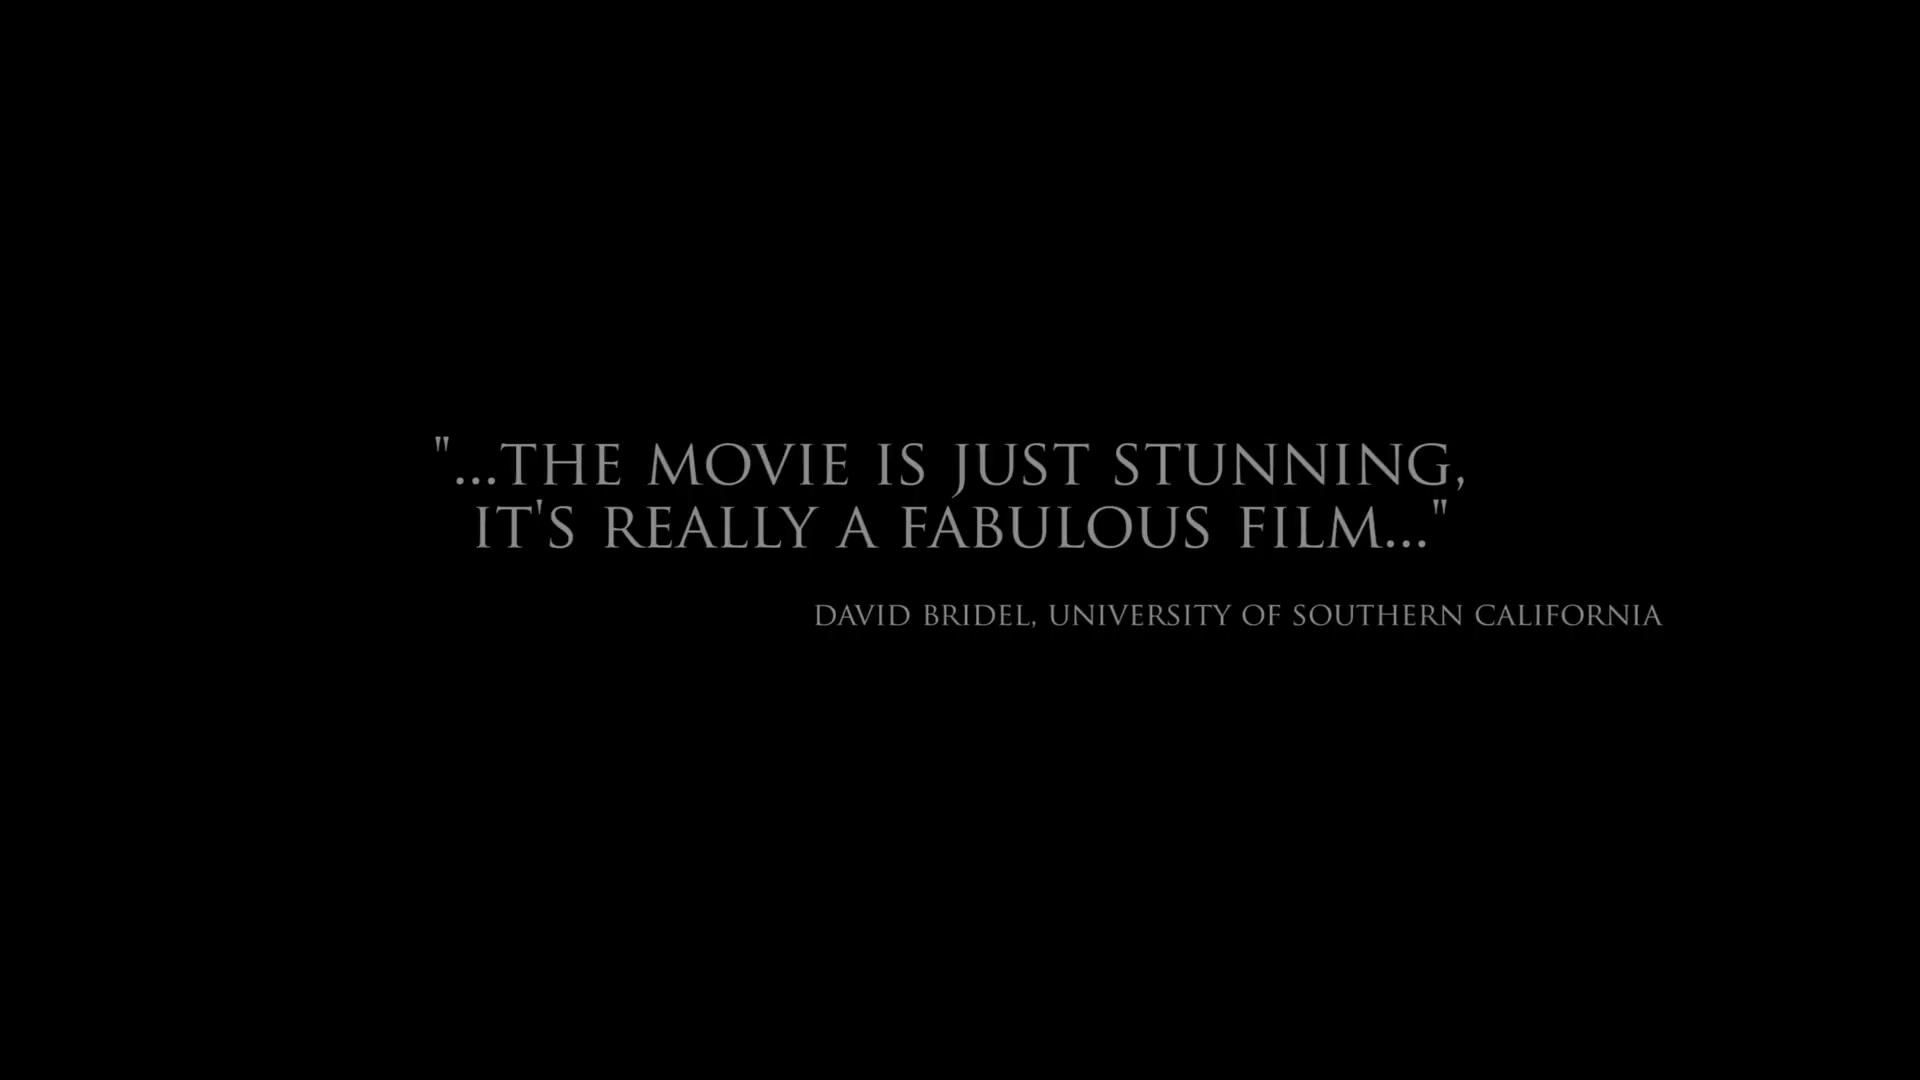 "...THE MOVIE IS JUST STUNNING,
IT'S REALLY A FABULOUS FILM..."
DAVID BRIDEL, UNIVERSITY OF SOUTHERN CALIFORNIA